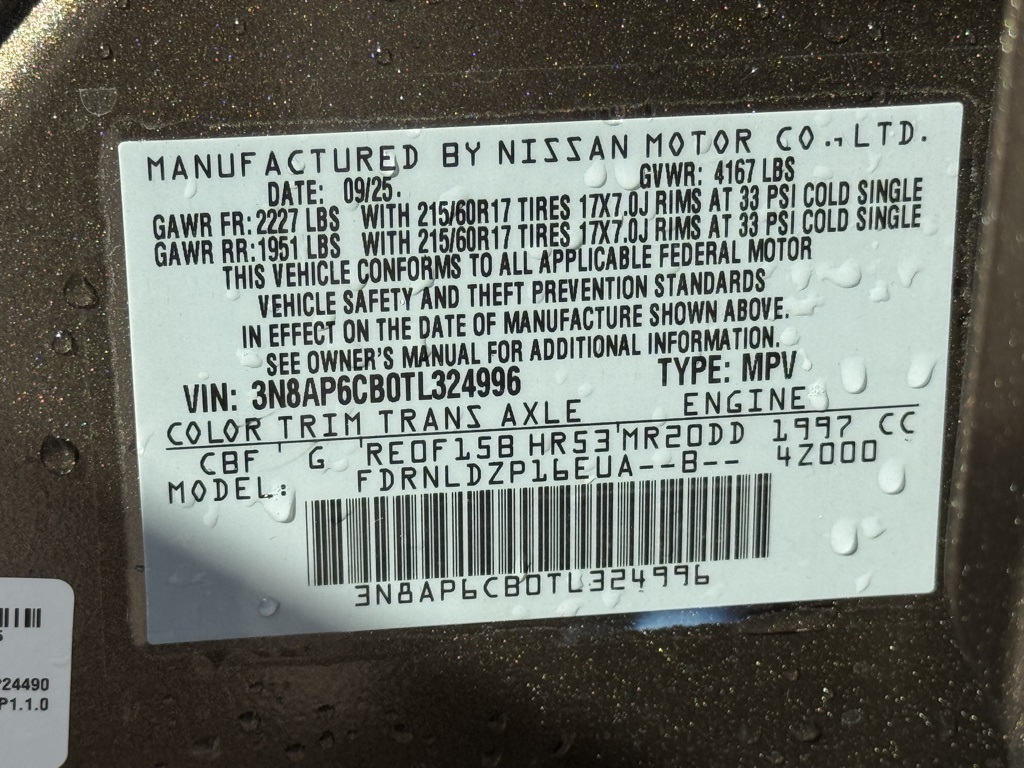 MANUFACTURED BY NISSAN MOTOR CO., LTD.
DATE: 09/25. GVWR: 4167 LBS
GAWR FR: 2227 LBS WITH 215/60R17 TIRES 17X7.0J RIMS AT 33 PSI COLD SINGLE
GAWR RR: 1951 LBS WITH 215/60R17 TIRES 17X7.0J RIMS AT 33 PSI COLD SINGLE
THIS VEHICLE CONFORMS TO ALL APPLICABLE FEDERAL MOTOR
VEHICLE SAFETY AND THEFT PREVENTION STANDARDS
IN EFFECT ON THE DATE OF MANUFACTURE SHOWN ABOVE.
SEE OWNER'S MANUAL FOR ADDITIONAL INFORMATION.
VIN: 3N8AP6CB0TL324996 TYPE: MPV
COLOR TRIM TRANS AXLE ENGINE
CBF G RE0F15B HR53 MR20DD 1997 CC
MODEL: FDRNLDZP16EUA--B-- 4Z000
3N8AP6CB0TL324996
24490
P1.1.0